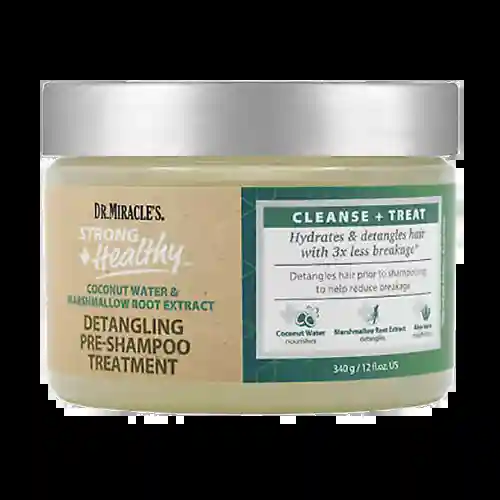 DR.MIRACLE'S.
STRONG
+Healthy
COCONUT WATER &
MARSHMALLOW ROOT EXTRACT
DETANGLING
PRE-SHAMPOO
TREATMENT
CLEANSE + TREAT
Hydrates & detangles hair
with 3x less breakage*
Detangles hair prior to shampooing
to help reduce breakage
Coconut Water
nourishes
Marshmallow Root Extract
detangles
Aloe Vera
340 g / 12 fl.oz. US